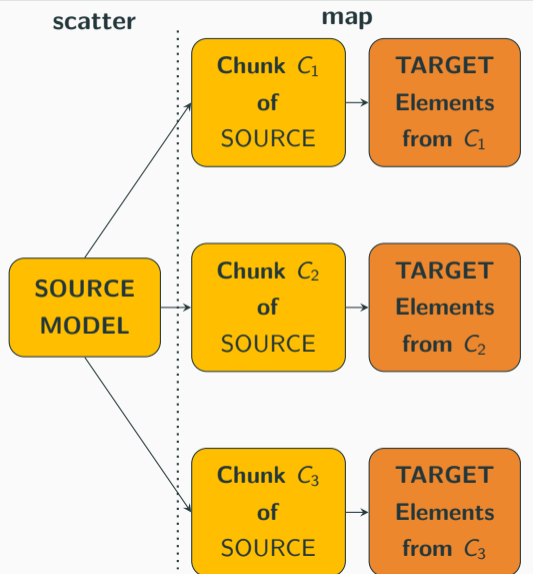 scatter
map
Chunk C₁
of
SOURCE
TARGET
Elements
from C₁
SOURCE
MODEL
Chunk C₂
of
SOURCE
TARGET
Elements
from C₂
Chunk C₃
of
SOURCE
TARGET
Elements
from C₃